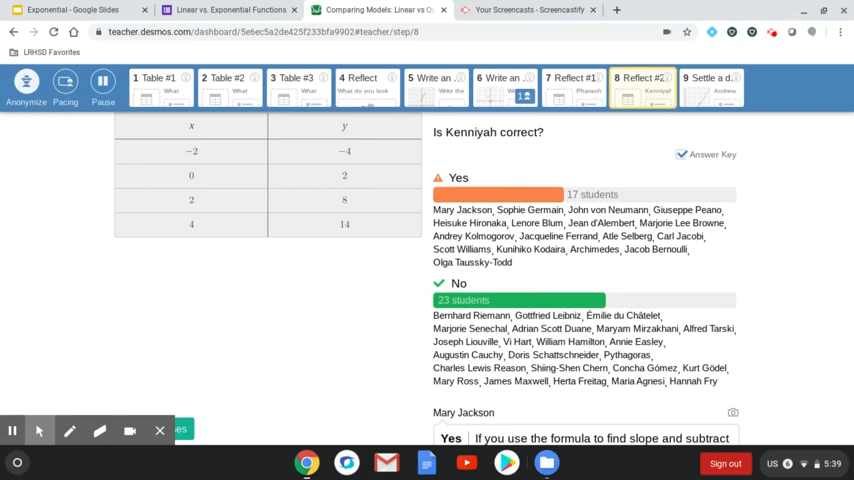 Exponential - Google Slides
Linear vs. Exponential Functions
Comparing Models: Linear vs
Your Screencasts - Screencastify
teacher.desmos.com/dashboard/5e6ec5a2de425f233bfa9902#teacher/step/8
LRHSD Favorites
Anonymize
Pacing
Pause
1 Table #1
What
2 Table #2
What
3 Table #3
What
4 Reflect
What do you look
5 Write an ...
Write the
6 Write an ...
1
7 Reflect #1
Pharaoh
8 Reflect #2
Kenniyah
9 Settle a d
Andrew
x y
−2 −4
0 2
2 8
4 14
Is Kenniyah correct?
Answer Key
Yes
17 students
Mary Jackson, Sophie Germain, John von Neumann, Giuseppe Peano,
Heisuke Hironaka, Lenore Blum, Jean d'Alembert, Marjorie Lee Browne,
Andrey Kolmogorov, Jacqueline Ferrand, Atle Selberg, Carl Jacobi,
Scott Williams, Kunihiko Kodaira, Archimedes, Jacob Bernoulli,
Olga Taussky-Todd
No
23 students
Bernhard Riemann, Gottfried Leibniz, Émilie du Châtelet,
Marjorie Senechal, Adrian Scott Duane, Maryam Mirzakhani, Alfred Tarski,
Joseph Liouville, Vi Hart, William Hamilton, Annie Easley,
Augustin Cauchy, Doris Schattschneider, Pythagoras,
Charles Lewis Reason, Shiing-Shen Chern, Concha Gómez, Kurt Gödel,
Mary Ross, James Maxwell, Herta Freitag, Maria Agnesi, Hannah Fry
Mary Jackson
Yes If you use the formula to find slope and subtract
Sign out
US 6 5:39